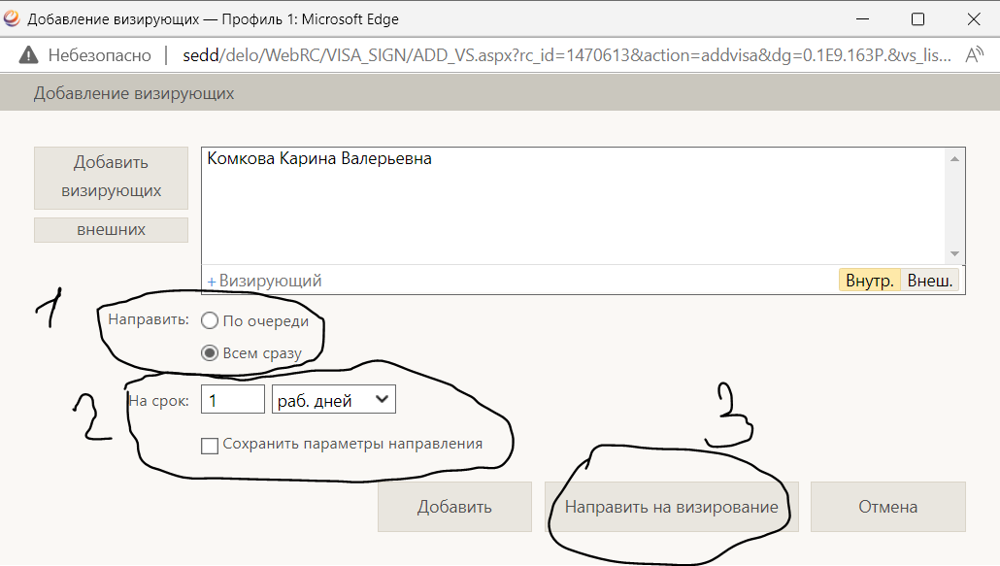 Добавление визирующих — Профиль 1: Microsoft Edge
Небезопасно | sedd/delo/WebRC/VISA_SIGN/ADD_VS.aspx?rc_id=1470613&action=addvisa&dg=0.1E9.163P.&vs_lis...
Добавление визирующих
Добавить
визирующих
внешних
Комкова Карина Валерьевна
+ Визирующий
Внутр. Внеш.
1
Направить: По очереди
Всем сразу
2
На срок: 1 раб. дней
Сохранить параметры направления
3
Добавить Направить на визирование Отмена